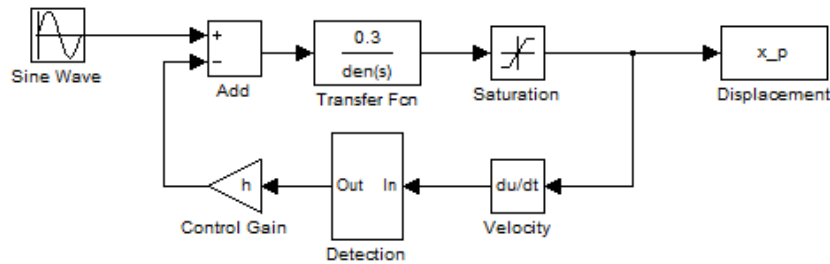 Sine Wave
+
−
Add
0.3
den(s)
Transfer Fcn
Saturation
x_p
Displacement
h
Control Gain
Out In
Detection
du/dt
Velocity